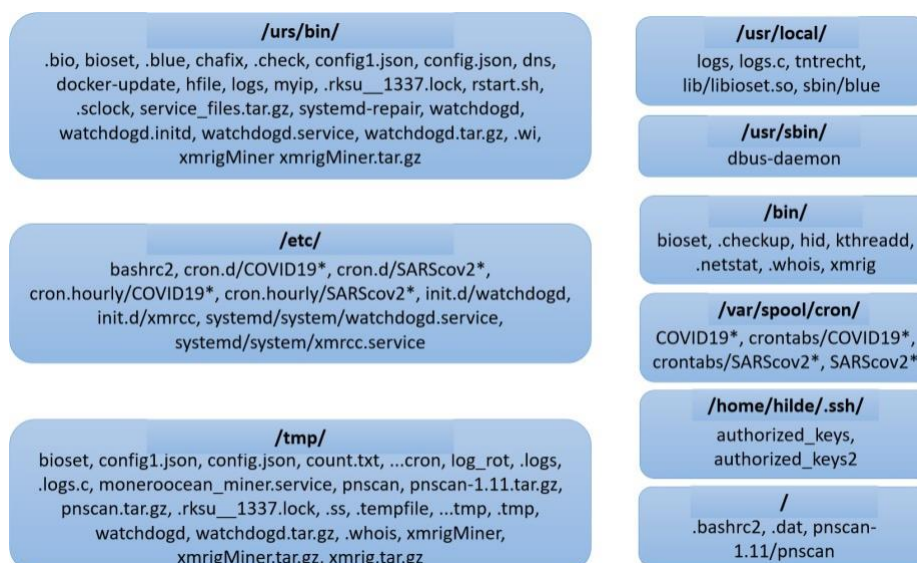 /urs/bin/
.bio, bioset, .blue, chafix, .check, config1.json, config.json, dns,
docker-update, hfile, logs, myip, .rksu__1337.lock, rstart.sh,
.sclock, service_files.tar.gz, systemd-repair, watchdogd,
watchdogd.initd, watchdogd.service, watchdogd.tar.gz, .wi,
xmrigMiner xmrigMiner.tar.gz
/etc/
bashrc2, cron.d/COVID19*, cron.d/SARScov2*,
cron.hourly/COVID19*, cron.hourly/SARScov2*, init.d/watchdogd,
init.d/xmrcc, systemd/system/watchdogd.service,
systemd/system/xmrcc.service
/tmp/
bioset, config1.json, config.json, count.txt, ...cron, log_rot, .logs,
.logs.c, moneroocean_miner.service, pnscan, pnscan-1.11.tar.gz,
pnscan.tar.gz, .rksu__1337.lock, .ss, .tempfile, ...tmp, .tmp,
watchdogd, watchdogd.tar.gz, .whois, xmrigMiner,
xmrigMiner.tar.gz, xmrig.tar.gz
/usr/local/
logs, logs.c, tntrecht,
lib/libioset.so, sbin/blue
/usr/sbin/
dbus-daemon
/bin/
bioset, .checkup, hid, kthreadd,
.netstat, .whois, xmrig
/var/spool/cron/
COVID19*, crontabs/COVID19*,
crontabs/SARScov2*, SARScov2*
/home/hilde/.ssh/
authorized_keys,
authorized_keys2
/
.bashrc2, .dat, pnscan-
1.11/pnscan